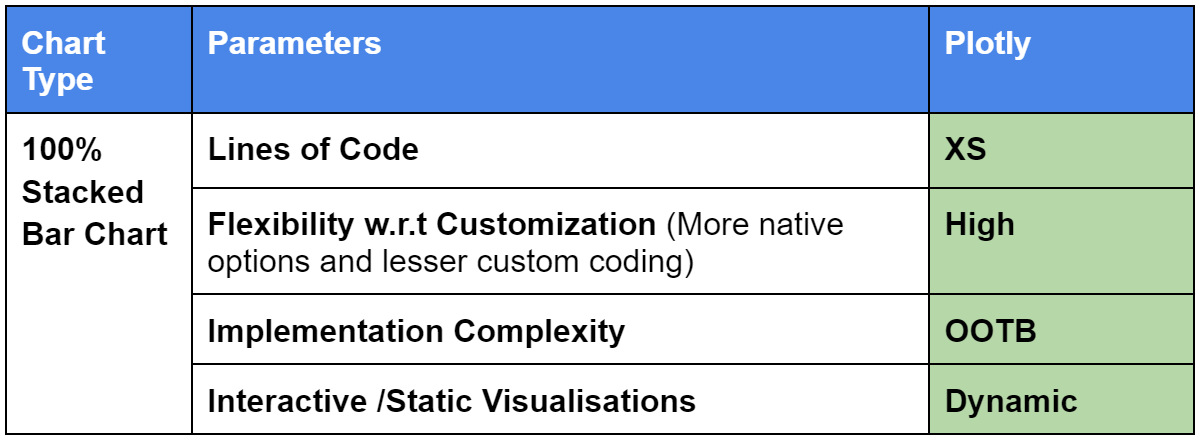 Chart
Type
Parameters
Plotly
100%
Stacked
Bar Chart
Lines of Code
XS
Flexibility w.r.t Customization (More native
options and lesser custom coding)
High
Implementation Complexity
OOTB
Interactive /Static Visualisations
Dynamic